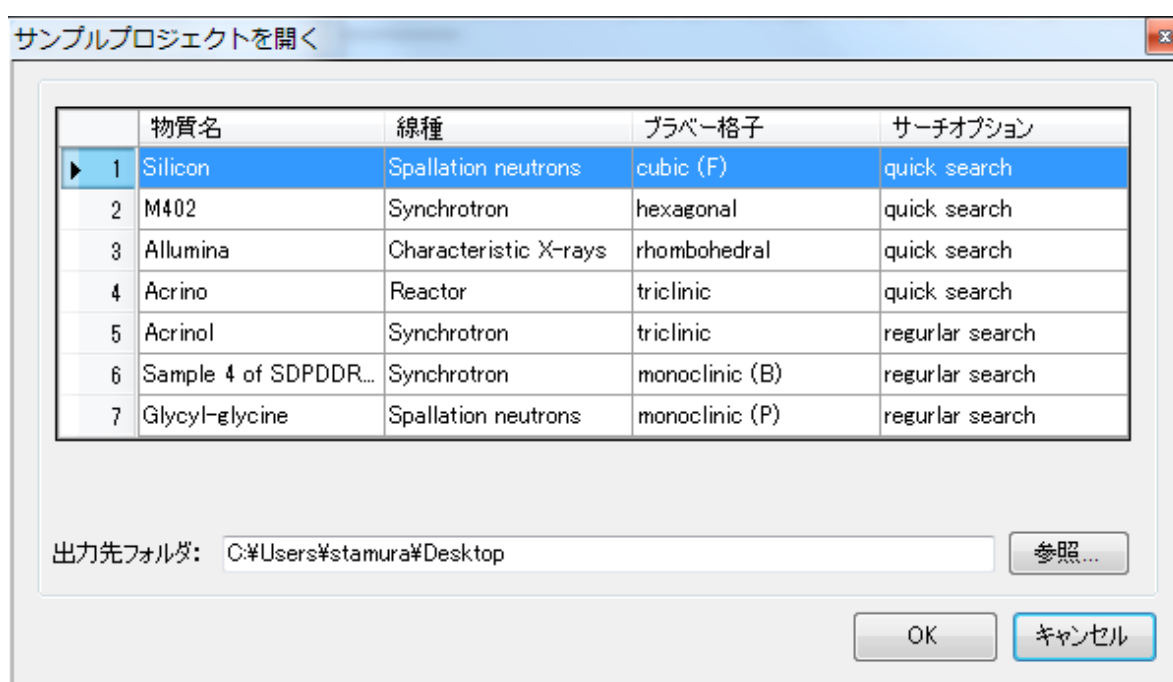 サンプルプロジェクトを開く
物質名 線種 ブラベー格子 サーチオプション
1 Silicon Spallation neutrons cubic (F) quick search
2 M402 Synchrotron hexagonal quick search
3 Allumina Characteristic X-rays rhombohedral quick search
4 Acrino Reactor triclinic quick search
5 Acrinol Synchrotron triclinic regurlar search
6 Sample 4 of SDPDDR... Synchrotron monoclinic (B) regurlar search
7 Glycyl-glycine Spallation neutrons monoclinic (P) regurlar search
出力先フォルダ: C:¥Users¥stamura¥Desktop 参照...
OK キャンセル